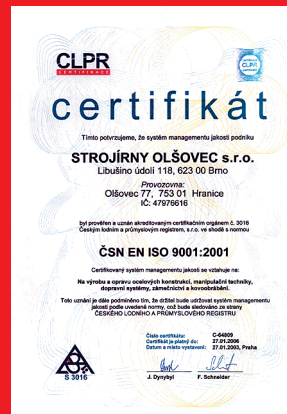 CLPR
CERTIFIKACE
CLPR
certifikát
Tímto potvrzujeme, že systém managementu jakosti podniku
STROJÍRNY OLŠOVEC s.r.o.
Libušino údolí 118, 623 00 Brno
Provozovna:
Olšovec 77, 753 01 Hranice
IČ: 47976616
byl prověřen a uznán akreditovaným certifikačním orgánem č. 3016
Českým lodním a průmyslovým registrem, s.r.o. ve shodě s normou
ČSN EN ISO 9001:2001
Certifikovaný systém managementu jakosti se vztahuje na:
Na výrobu a opravu ocelových konstrukcí, manipulační techniky,
dopravní systémy, zámečnictví a kovoobrábění.
Toto uznání je dále podmíněno tím, že držitel bude udržovat systém managementu
jakosti podle uvedené normy, což bude sledováno ze strany
ČESKÉHO LODNÍHO A PRŮMYSLOVÉHO REGISTRU
Číslo certifikátu: C-64809
Certifikát je platný do: 27.01.2006
Datum a místo vystavení: 27.01.2003, Praha
S 3016
J. Dynybyl F. Schneider